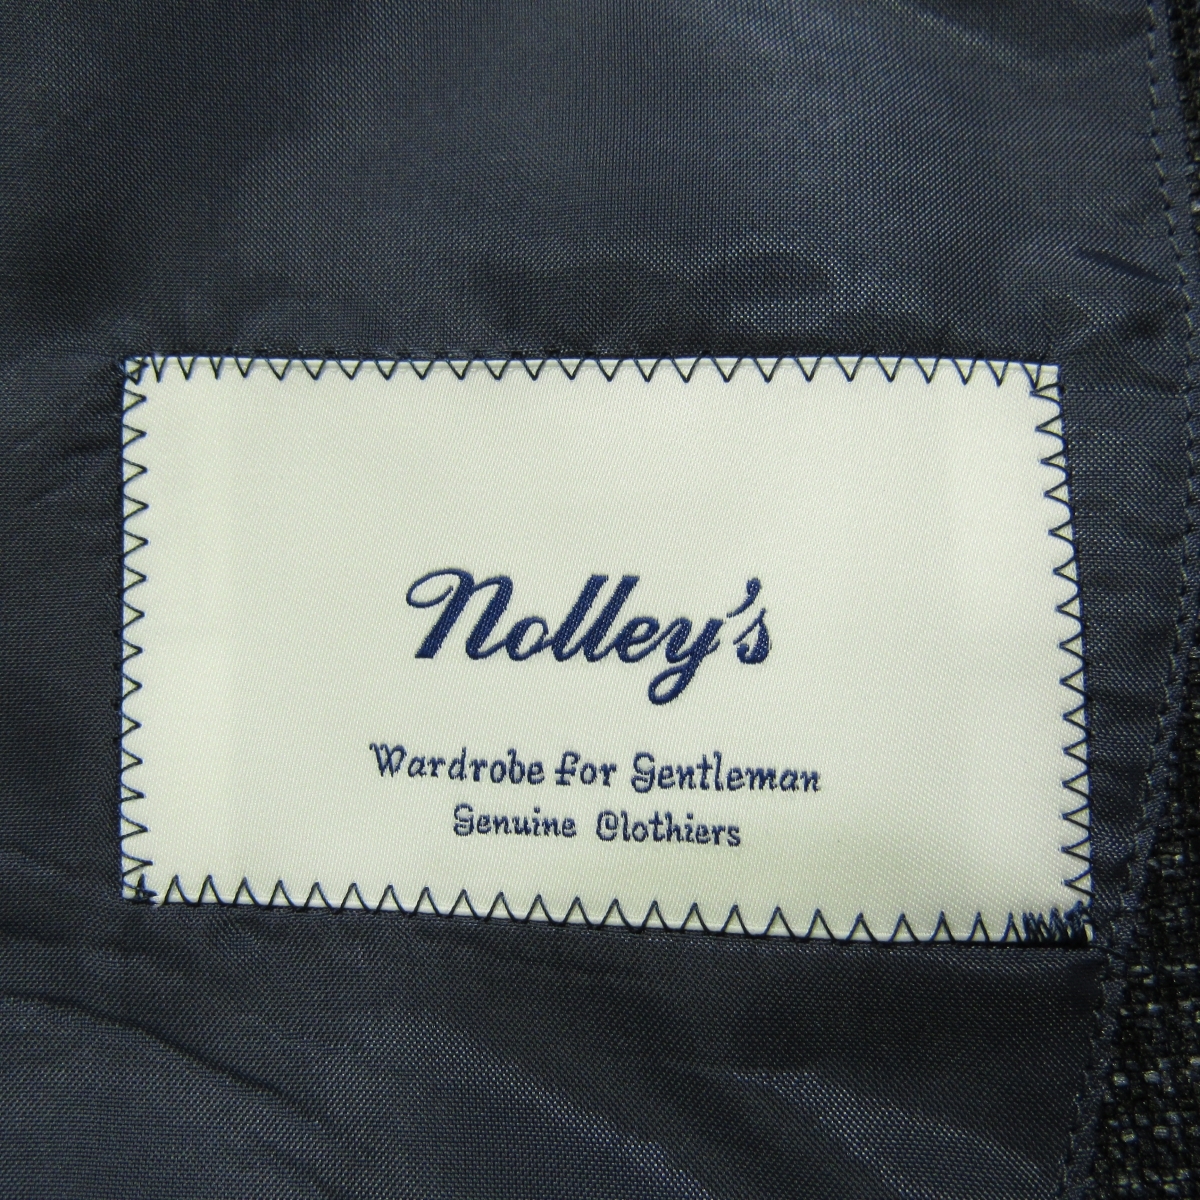 Nolley's
Wardrobe for Gentleman
Genuine Clothiers